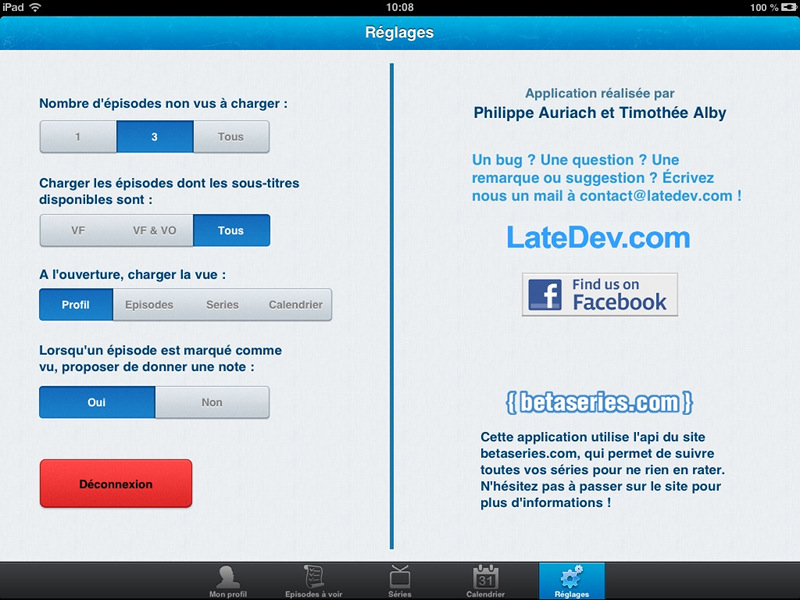 iPad 10:08 100 %
Réglages
Nombre d'épisodes non vus à charger :
1 3 Tous
Charger les épisodes dont les sous-titres
disponibles sont :
VF VF & VO Tous
A l'ouverture, charger la vue :
Profil Episodes Series Calendrier
Lorsqu'un épisode est marqué comme
vu, proposer de donner une note :
Oui Non
Déconnexion
Application réalisée par
Philippe Auriach et Timothée Alby
Un bug ? Une question ? Une
remarque ou suggestion ? Écrivez
nous un mail à contact@latedev.com !
LateDev.com
f Find us on
Facebook
{betaseries.com}
Cette application utilise l'api du site
betaseries.com, qui permet de suivre
toutes vos séries pour ne rien en rater.
N'hésitez pas à passer sur le site pour
plus d'informations !
31
Mon profil Episodes à voir Séries Calendrier Réglages